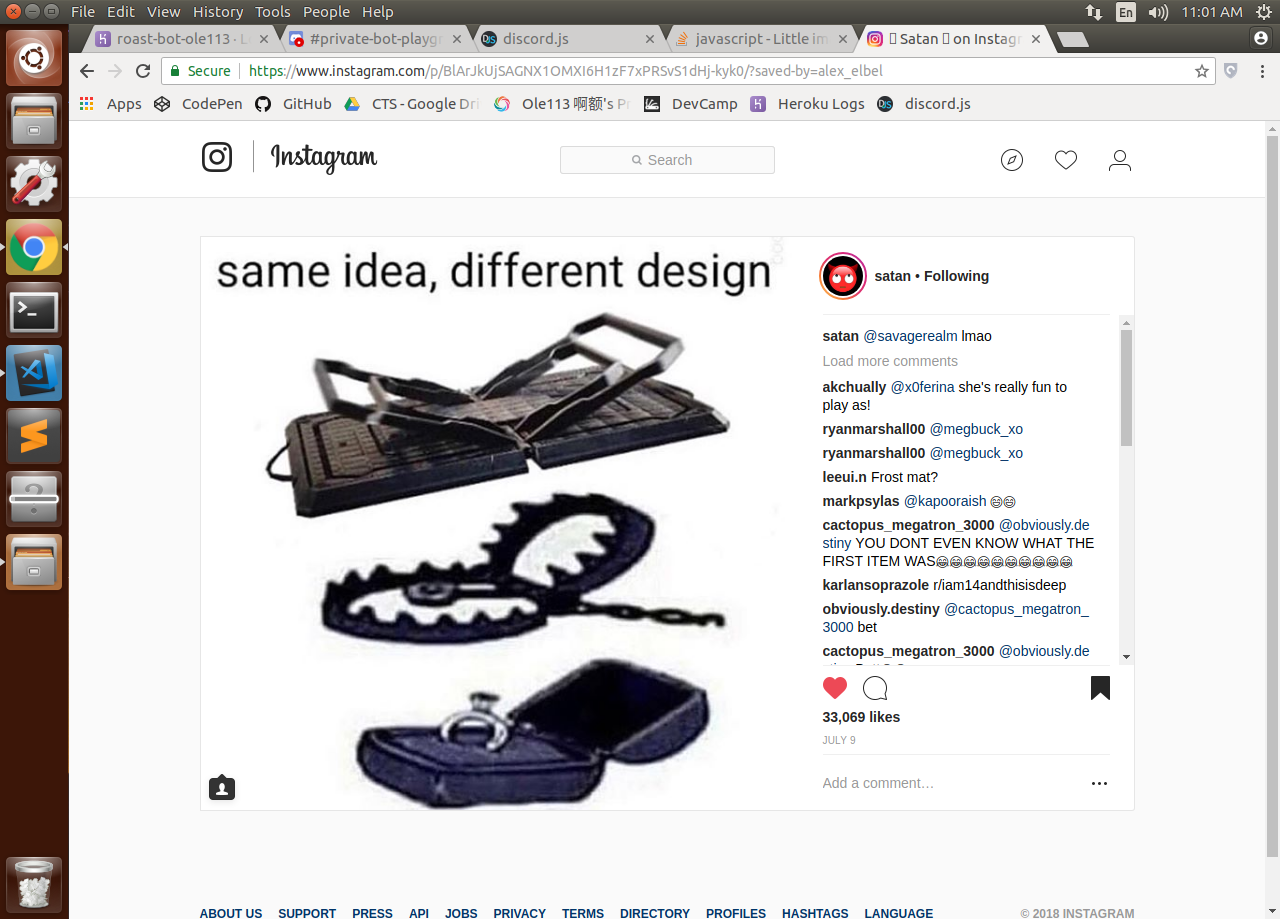 File Edit View History Tools People Help
En 11:01 AM
roast-bot-ole113 · L
#private-bot-playgr
discord.js
javascript - Little im
Satan on Instagr
Secure https://www.instagram.com/p/BlArJkUjSAGNX1OMXI6H1zF7xPRSvS1dHj-kyk0/?saved-by=alex_elbel
Apps CodePen GitHub CTS - Google Dri Ole113 啊额's Pr DevCamp Heroku Logs discord.js
Instagram
Search
same idea, different design
satan • Following
satan @savagerealm lmao
Load more comments
akchually @x0ferina she's really fun to
play as!
ryanmarshall00 @megbuck_xo
ryanmarshall00 @megbuck_xo
leeui.n Frost mat?
markpsylas @kapooraish 😄😄
cactopus_megatron_3000 @obviously.de
stiny YOU DONT EVEN KNOW WHAT THE
FIRST ITEM WAS😂😂😂😂😂😂😂😂😂😂
karlansoprazole r/iam14andthisisdeep
obviously.destiny @cactopus_megatron_
3000 bet
cactopus_megatron_3000 @obviously.de
33,069 likes
JULY 9
Add a comment…
ABOUT US SUPPORT PRESS API JOBS PRIVACY TERMS DIRECTORY PROFILES HASHTAGS LANGUAGE
© 2018 INSTAGRAM